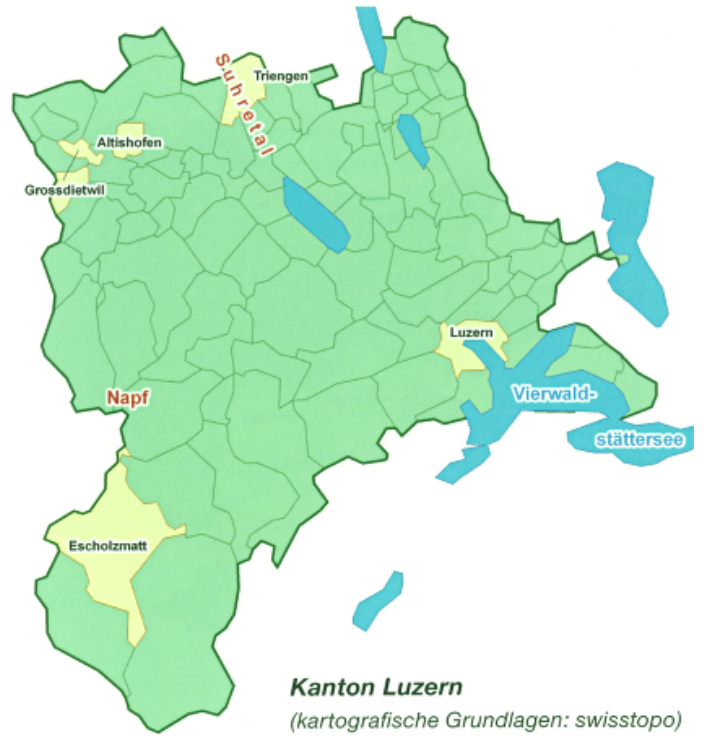 Suhretal
Triengen
Altishofen
Grossdietwil
Luzern
Napf
Vierwald-
stättersee
Escholzmatt
Kanton Luzern
(kartografische Grundlagen: swisstopo)